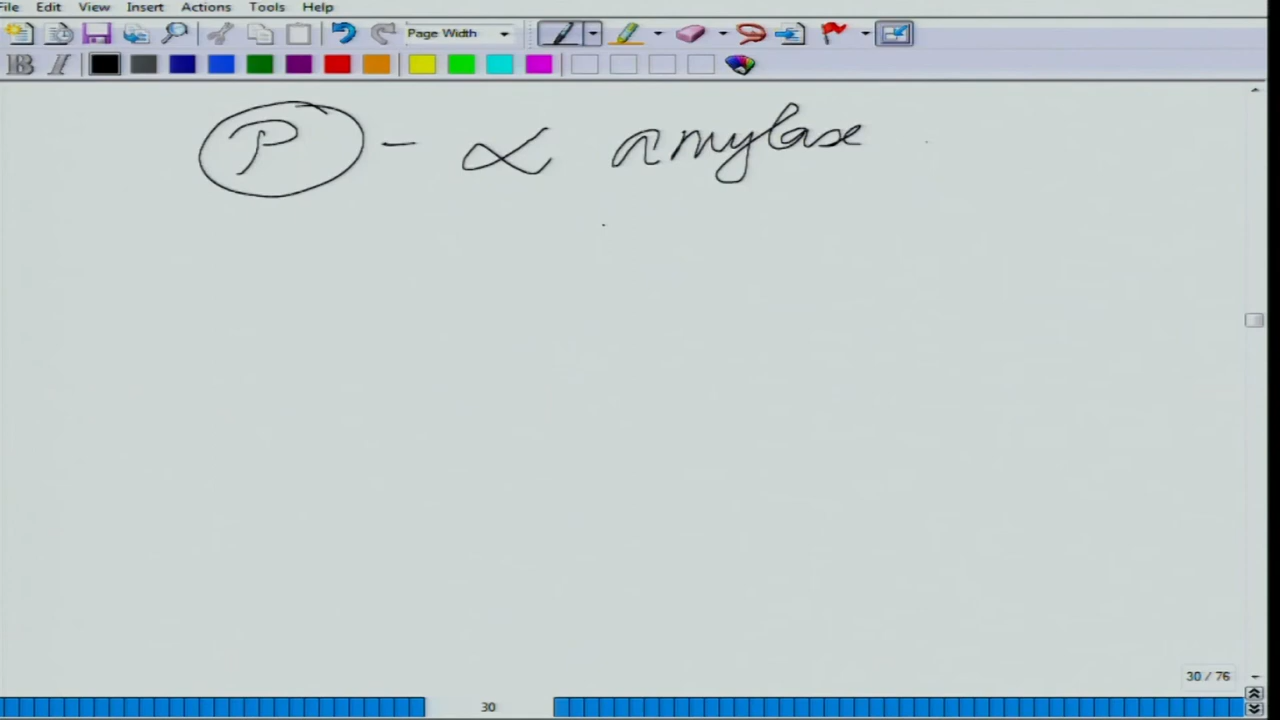 File Edit View Insert Actions Tools Help
Page Width
B I
P - α amylase
30 / 76
30